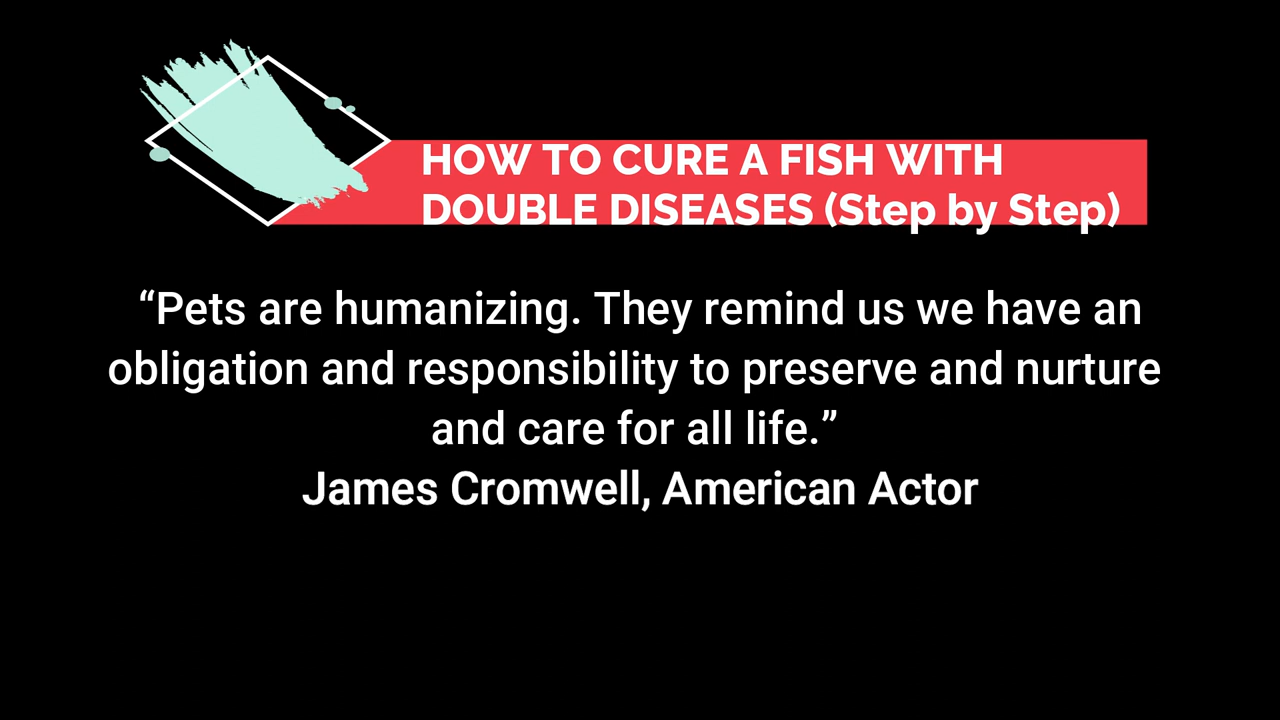 HOW TO CURE A FISH WITH
DOUBLE DISEASES (Step by Step)
“Pets are humanizing. They remind us we have an
obligation and responsibility to preserve and nurture
and care for all life.”
James Cromwell, American Actor